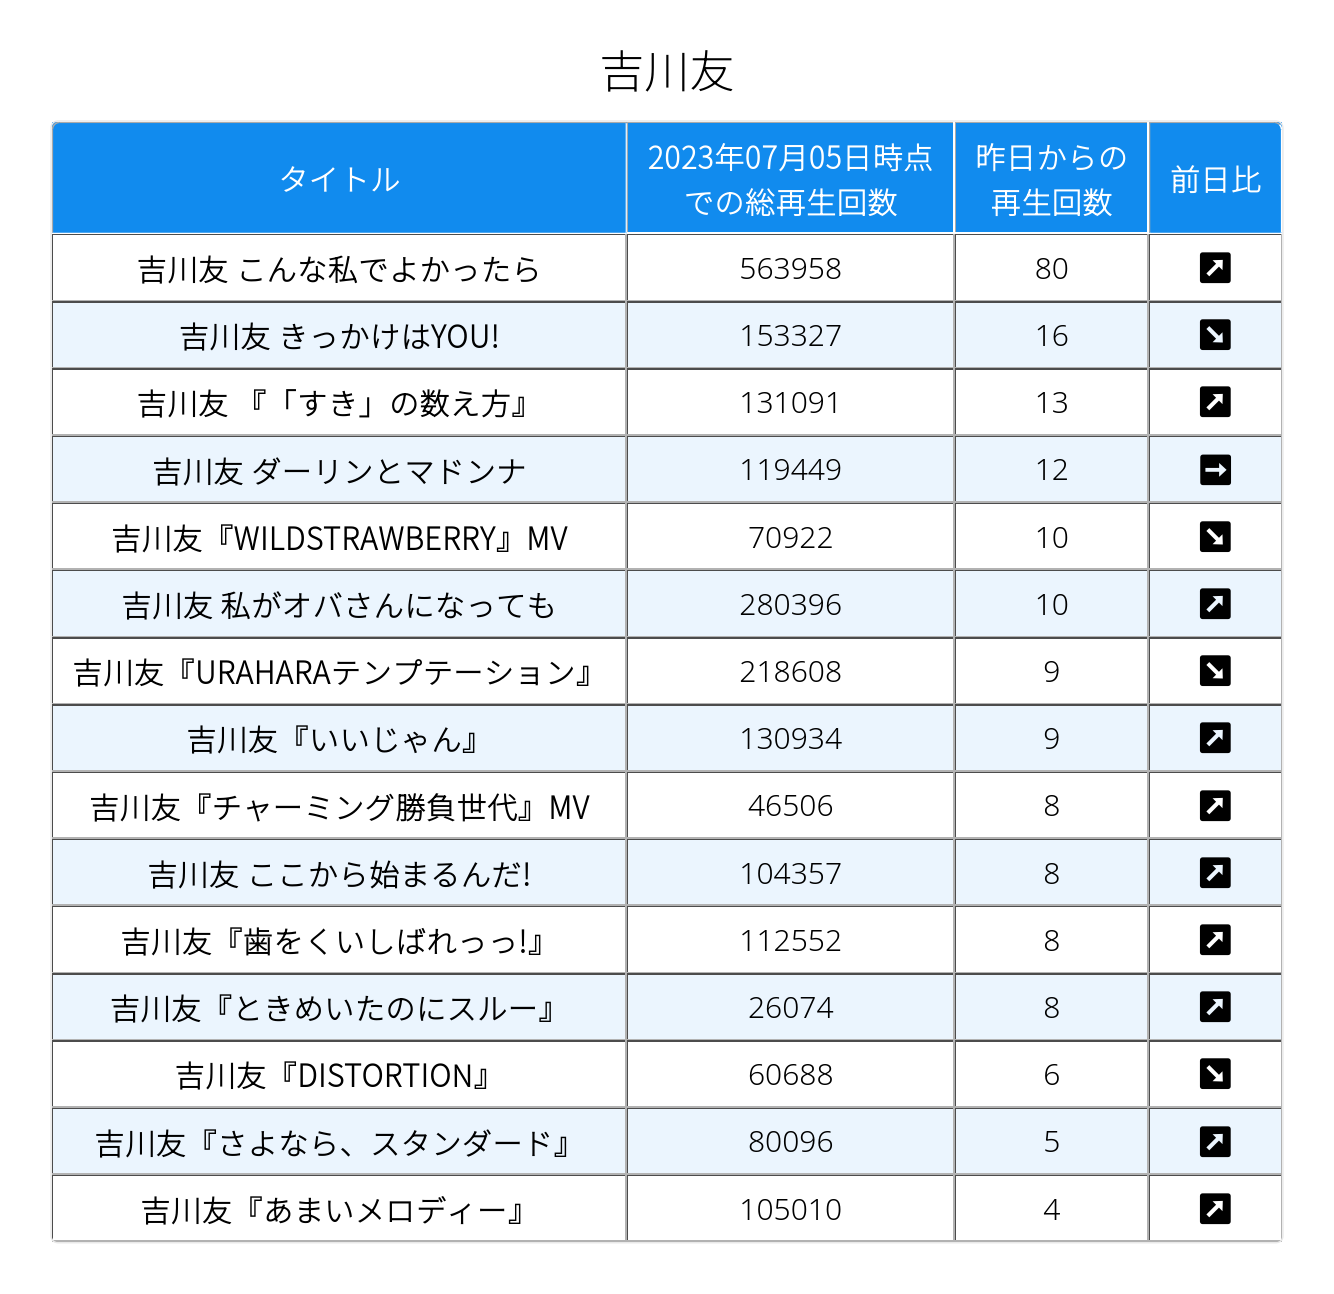 吉川友
タイトル
2023年07月05日時点
での総再生回数
昨日からの
再生回数
前日比
吉川友 こんな私でよかったら 563958 80 ↗
吉川友 きっかけはYOU! 153327 16 ↘
吉川友 『「すき」の数え方』 131091 13 ↗
吉川友 ダーリンとマドンナ 119449 12 →
吉川友『WILDSTRAWBERRY』MV 70922 10 ↘
吉川友 私がオバさんになっても 280396 10 ↗
吉川友『URAHARAテンプテーション』 218608 9 ↘
吉川友『いいじゃん』 130934 9 ↗
吉川友『チャーミング勝負世代』MV 46506 8 ↗
吉川友 ここから始まるんだ! 104357 8 ↗
吉川友『歯をくいしばれっっ!』 112552 8 ↗
吉川友『ときめいたのにスルー』 26074 8 ↗
吉川友『DISTORTION』 60688 6 ↘
吉川友『さよなら、スタンダード』 80096 5 ↗
吉川友『あまいメロディー』 105010 4 ↗